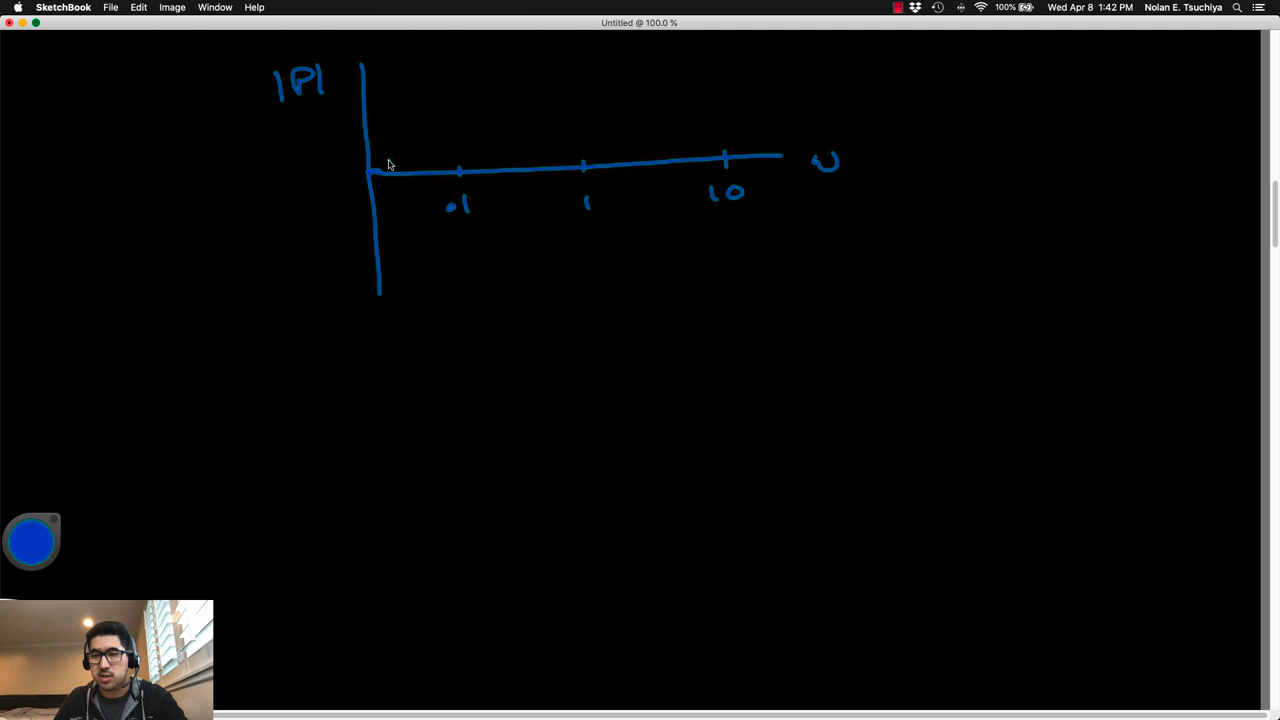 SketchBook File Edit Image Window Help 100% Wed Apr 8 1:42 PM Nolan E. Tsuchiya
Untitled @ 100.0 %
|P|
ω
.1 1 10